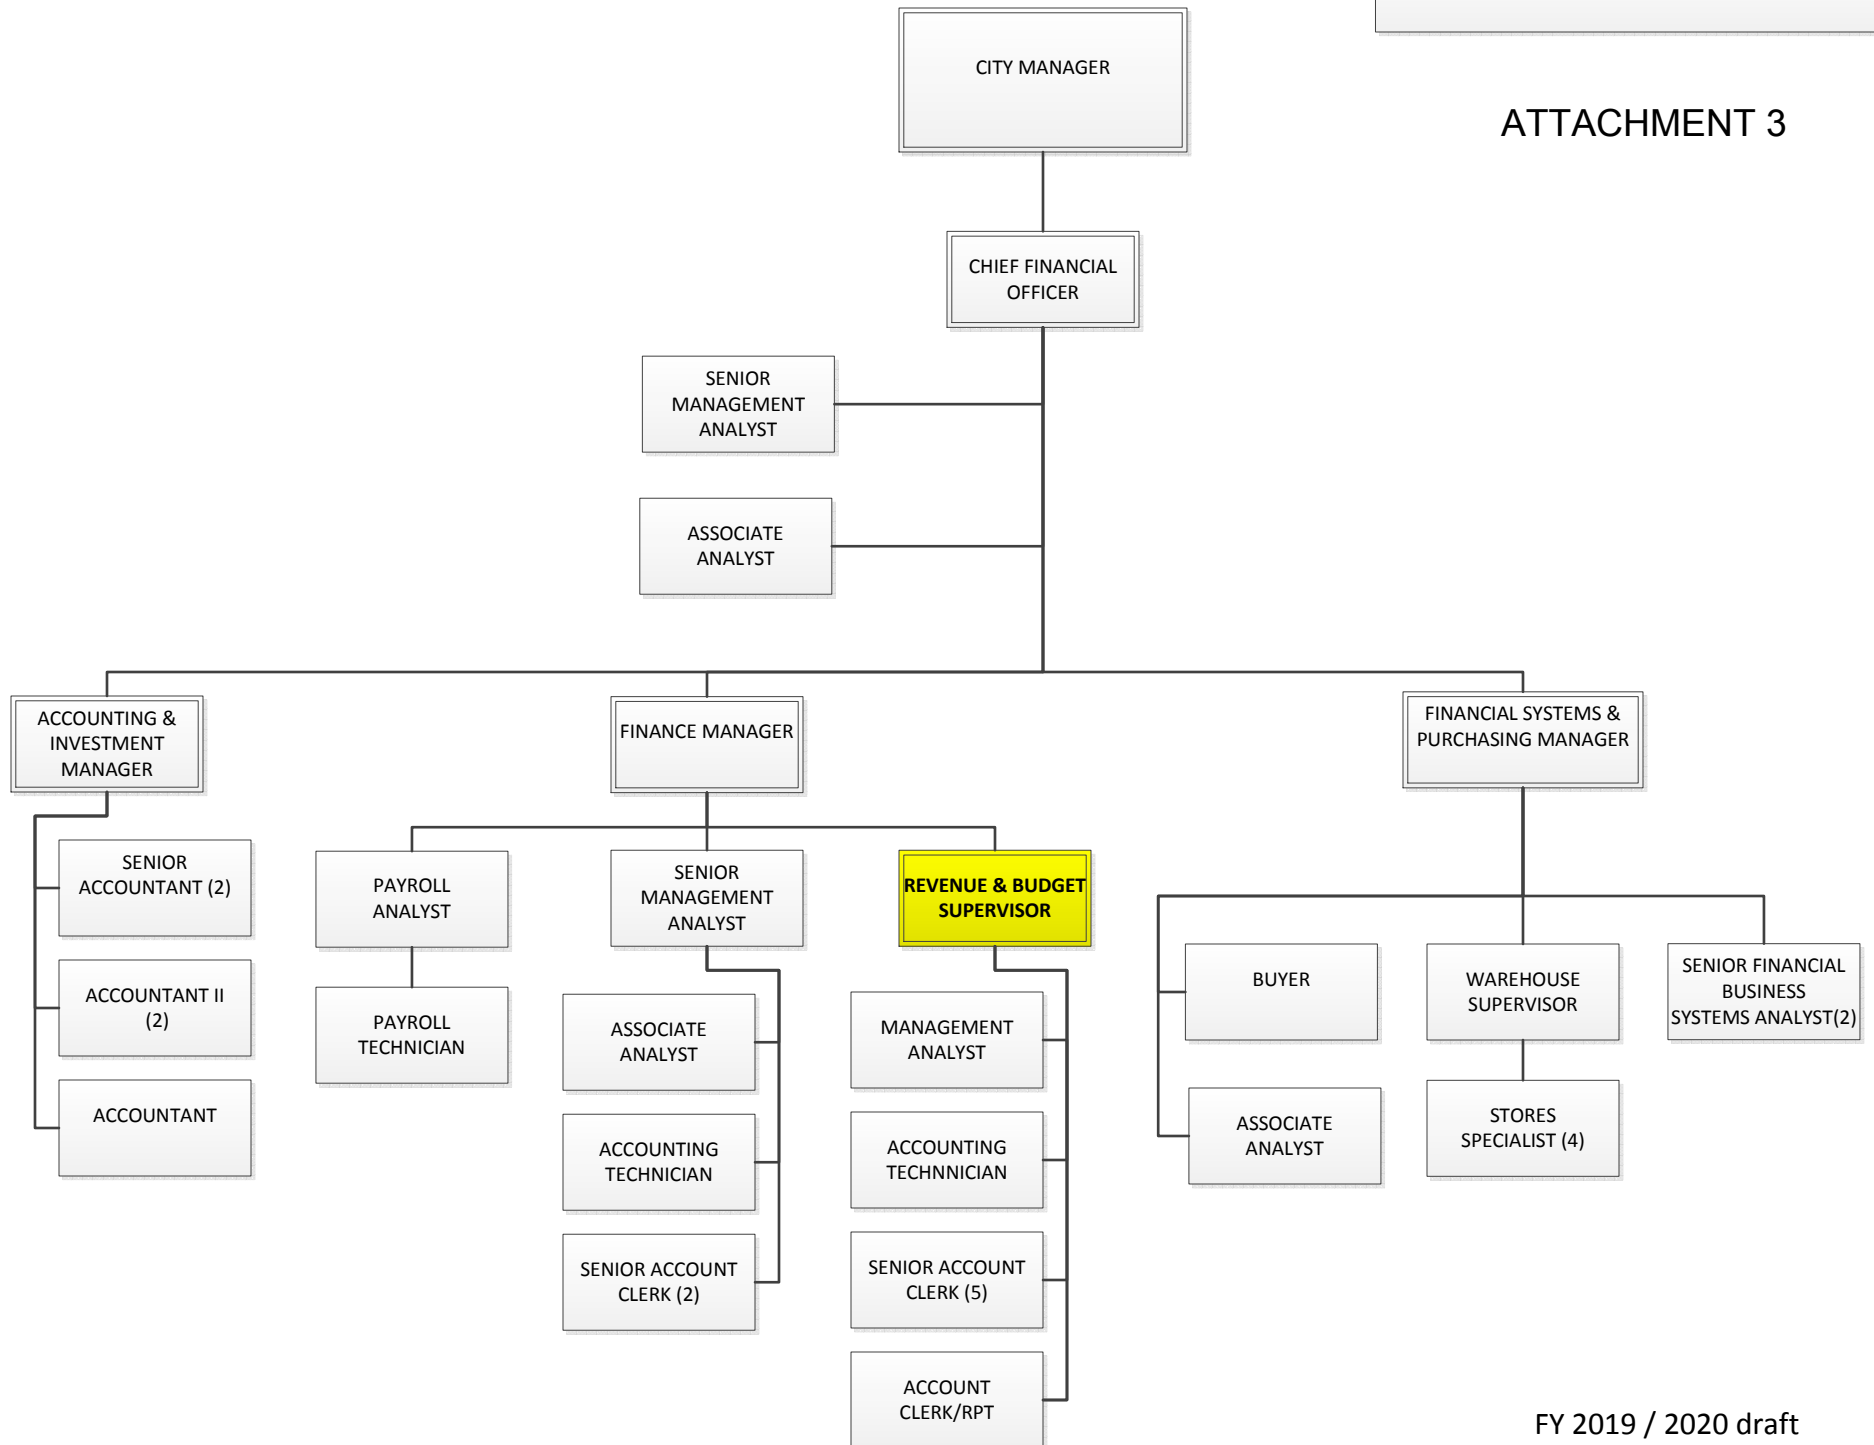 CITY MANAGER
ATTACHMENT 3
CHIEF FINANCIAL
OFFICER
SENIOR
MANAGEMENT
ANALYST
ASSOCIATE
ANALYST
ACCOUNTING &
INVESTMENT
MANAGER
FINANCE MANAGER
FINANCIAL SYSTEMS &
PURCHASING MANAGER
SENIOR
ACCOUNTANT (2)
ACCOUNTANT II
(2)
ACCOUNTANT
PAYROLL
ANALYST
PAYROLL
TECHNICIAN
SENIOR
MANAGEMENT
ANALYST
ASSOCIATE
ANALYST
ACCOUNTING
TECHNICIAN
SENIOR ACCOUNT
CLERK (2)
REVENUE & BUDGET
SUPERVISOR
MANAGEMENT
ANALYST
ACCOUNTING
TECHNNICIAN
SENIOR ACCOUNT
CLERK (5)
ACCOUNT
CLERK/RPT
BUYER
ASSOCIATE
ANALYST
WAREHOUSE
SUPERVISOR
STORES
SPECIALIST (4)
SENIOR FINANCIAL
BUSINESS
SYSTEMS ANALYST(2)
FY 2019 / 2020 draft